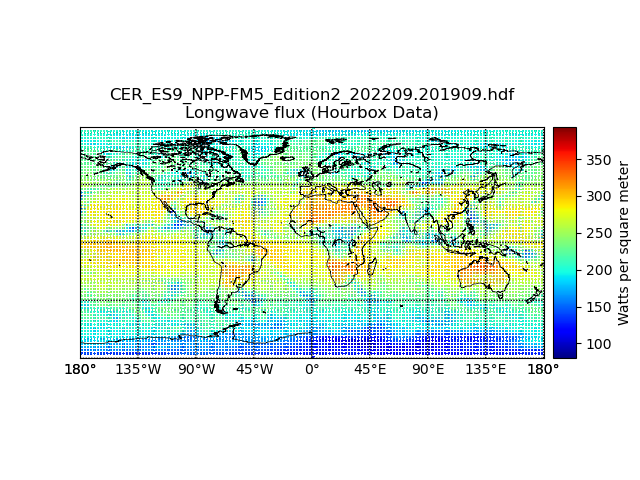 CER_ES9_NPP-FM5_Edition2_202209.201909.hdf
Longwave flux (Hourbox Data)
350
300
250
200
150
100
Watts per square meter
180° 135°W 90°W 45°W 0° 45°E 90°E 135°E 180°